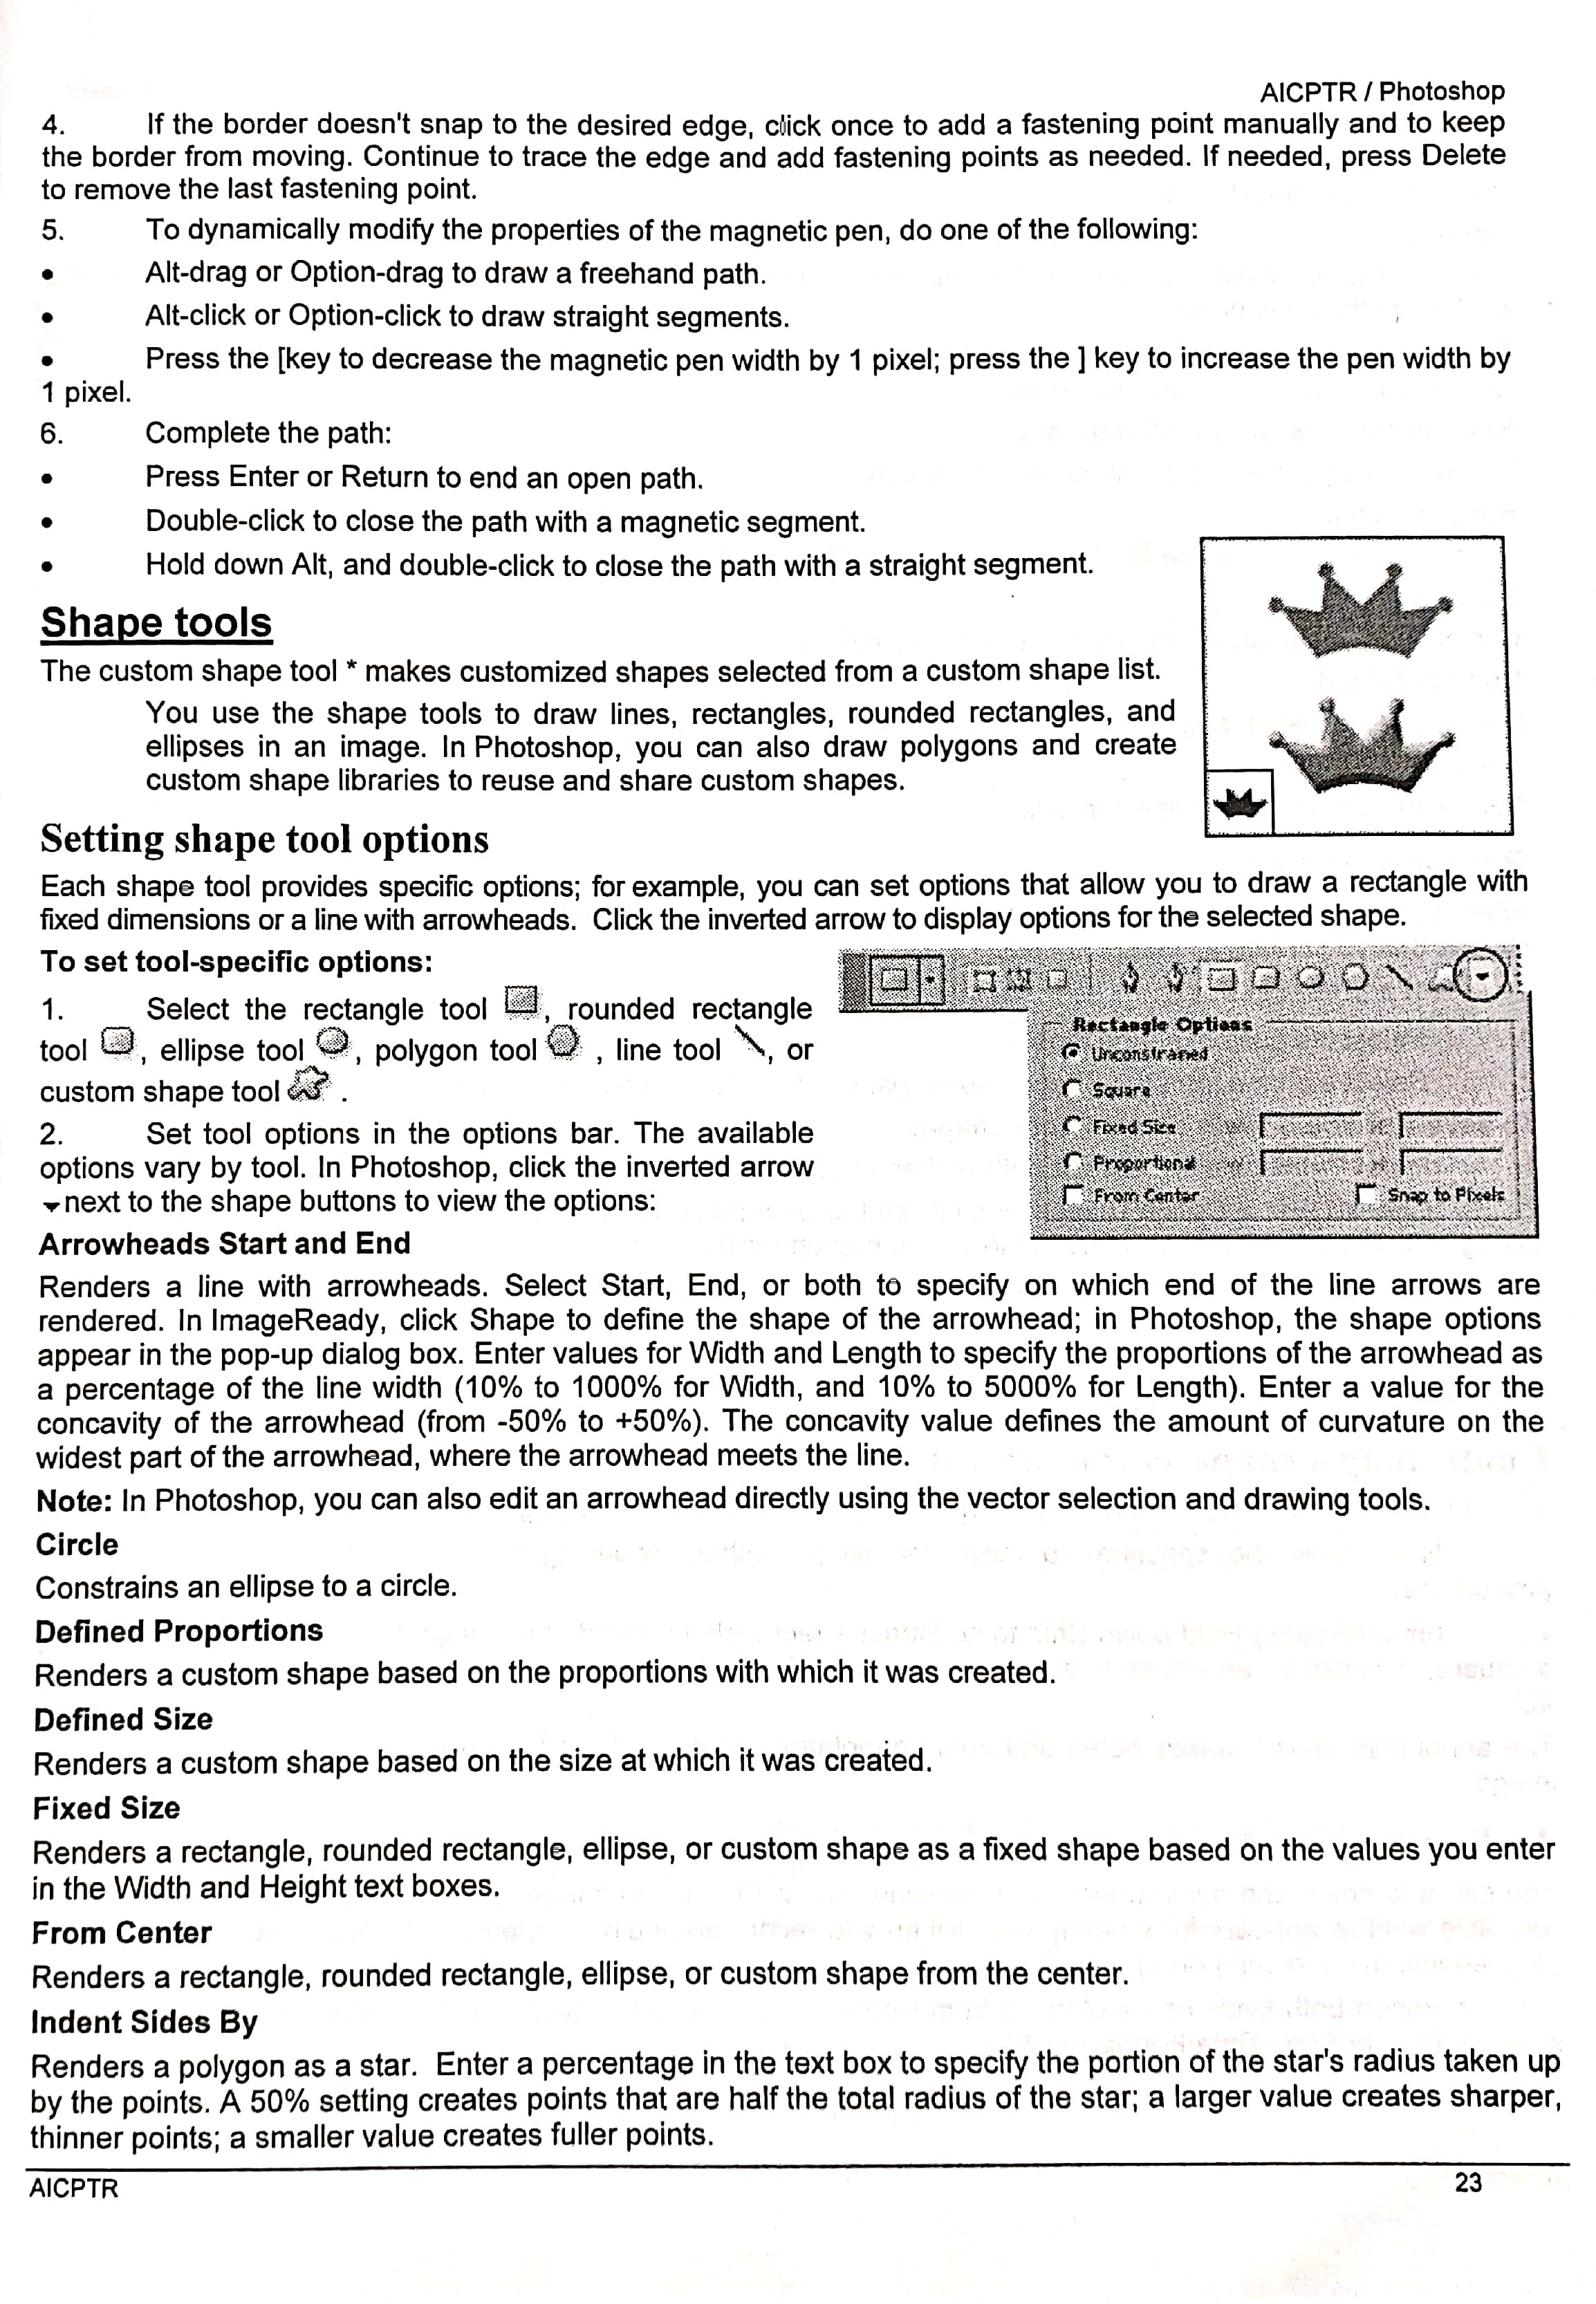 AICPTR / Photoshop
4. If the border doesn't snap to the desired edge, click once to add a fastening point manually and to keep
the border from moving. Continue to trace the edge and add fastening points as needed. If needed, press Delete
to remove the last fastening point.
5. To dynamically modify the properties of the magnetic pen, do one of the following:
• Alt-drag or Option-drag to draw a freehand path.
• Alt-click or Option-click to draw straight segments.
• Press the [key to decrease the magnetic pen width by 1 pixel; press the ] key to increase the pen width by
1 pixel.
6. Complete the path:
• Press Enter or Return to end an open path.
• Double-click to close the path with a magnetic segment.
• Hold down Alt, and double-click to close the path with a straight segment.
Shape tools
The custom shape tool * makes customized shapes selected from a custom shape list.
You use the shape tools to draw lines, rectangles, rounded rectangles, and
ellipses in an image. In Photoshop, you can also draw polygons and create
custom shape libraries to reuse and share custom shapes.
Setting shape tool options
Each shape tool provides specific options; for example, you can set options that allow you to draw a rectangle with
fixed dimensions or a line with arrowheads. Click the inverted arrow to display options for the selected shape.
To set tool-specific options:
1. Select the rectangle tool , rounded rectangle
tool , ellipse tool , polygon tool , line tool , or
custom shape tool .
2. Set tool options in the options bar. The available
options vary by tool. In Photoshop, click the inverted arrow
next to the shape buttons to view the options:
Rectangle Options
Unconstrained
Square
Fixed Size
Proportional
From Center Snap to Pixels
Arrowheads Start and End
Renders a line with arrowheads. Select Start, End, or both to specify on which end of the line arrows are
rendered. In ImageReady, click Shape to define the shape of the arrowhead; in Photoshop, the shape options
appear in the pop-up dialog box. Enter values for Width and Length to specify the proportions of the arrowhead as
a percentage of the line width (10% to 1000% for Width, and 10% to 5000% for Length). Enter a value for the
concavity of the arrowhead (from -50% to +50%). The concavity value defines the amount of curvature on the
widest part of the arrowhead, where the arrowhead meets the line.
Note: In Photoshop, you can also edit an arrowhead directly using the vector selection and drawing tools.
Circle
Constrains an ellipse to a circle.
Defined Proportions
Renders a custom shape based on the proportions with which it was created.
Defined Size
Renders a custom shape based on the size at which it was created.
Fixed Size
Renders a rectangle, rounded rectangle, ellipse, or custom shape as a fixed shape based on the values you enter
in the Width and Height text boxes.
From Center
Renders a rectangle, rounded rectangle, ellipse, or custom shape from the center.
Indent Sides By
Renders a polygon as a star. Enter a percentage in the text box to specify the portion of the star's radius taken up
by the points. A 50% setting creates points that are half the total radius of the star; a larger value creates sharper,
thinner points; a smaller value creates fuller points.
AICPTR 23